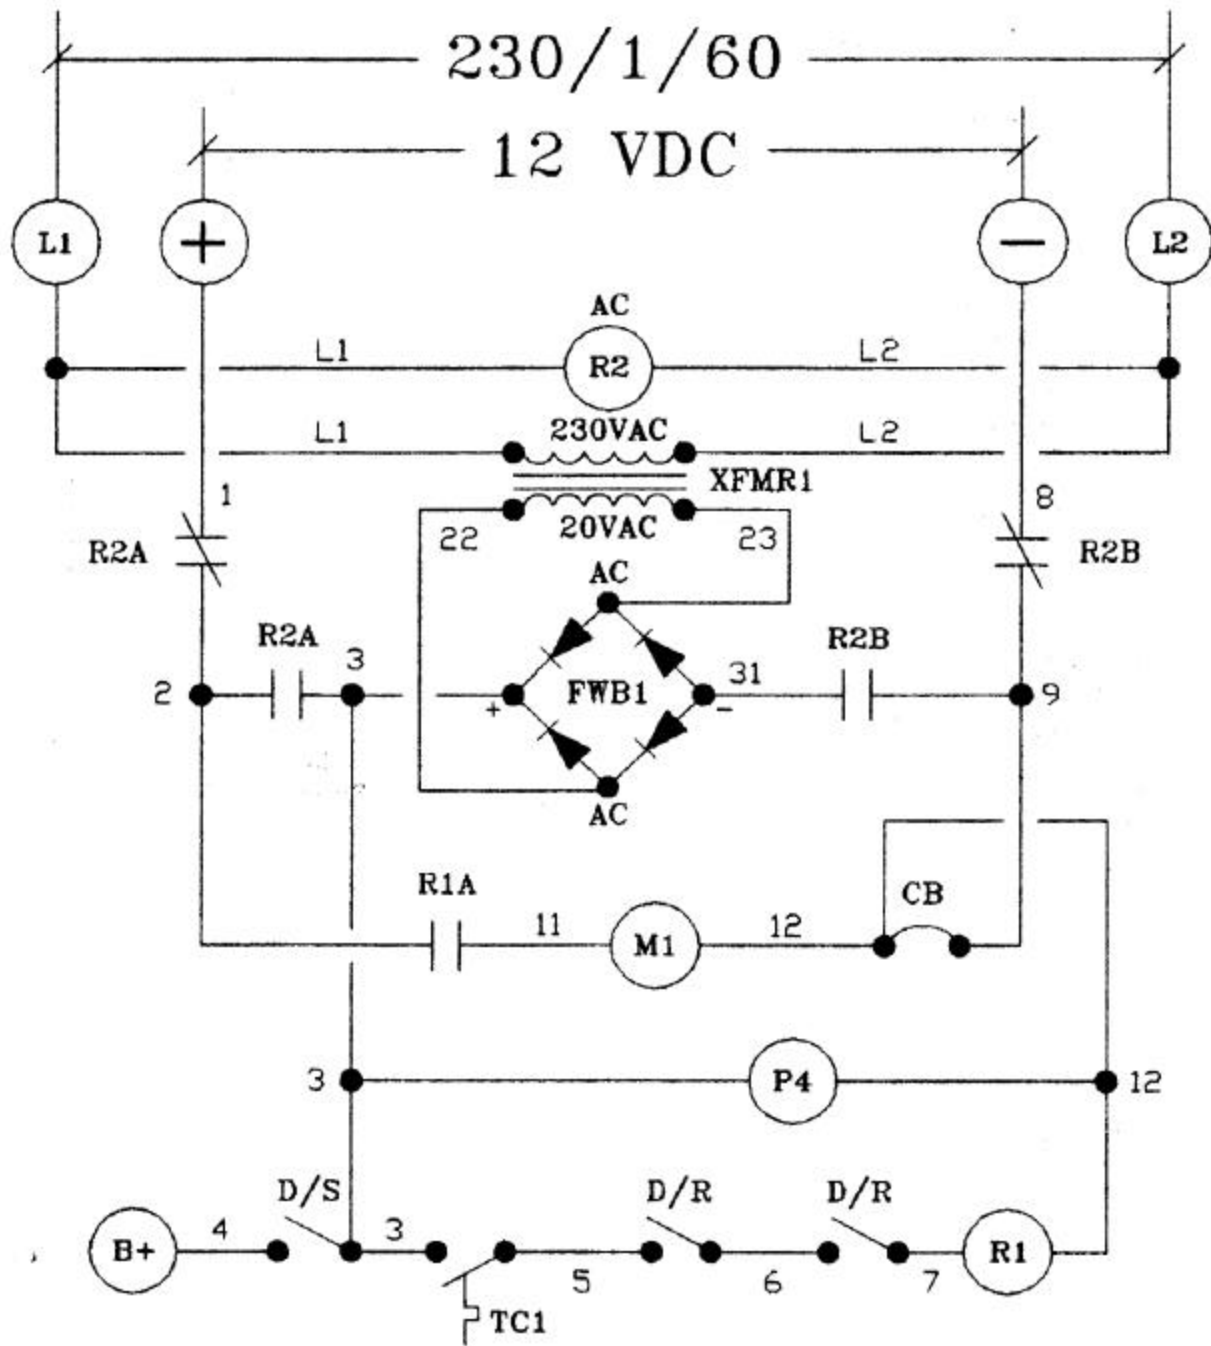 230/1/60
12 VDC
L1
+
−
L2
AC
L1
R2
L2
L1
230VAC
L2
XFMR1
1
8
22
20VAC
23
R2A
R2B
AC
R2A
3
R2B
2
+
FWB1
31
−
9
AC
R1A
CB
11
M1
12
3
P4
12
D/S
D/R
D/R
B+
4
3
5
6
7
R1
TC1